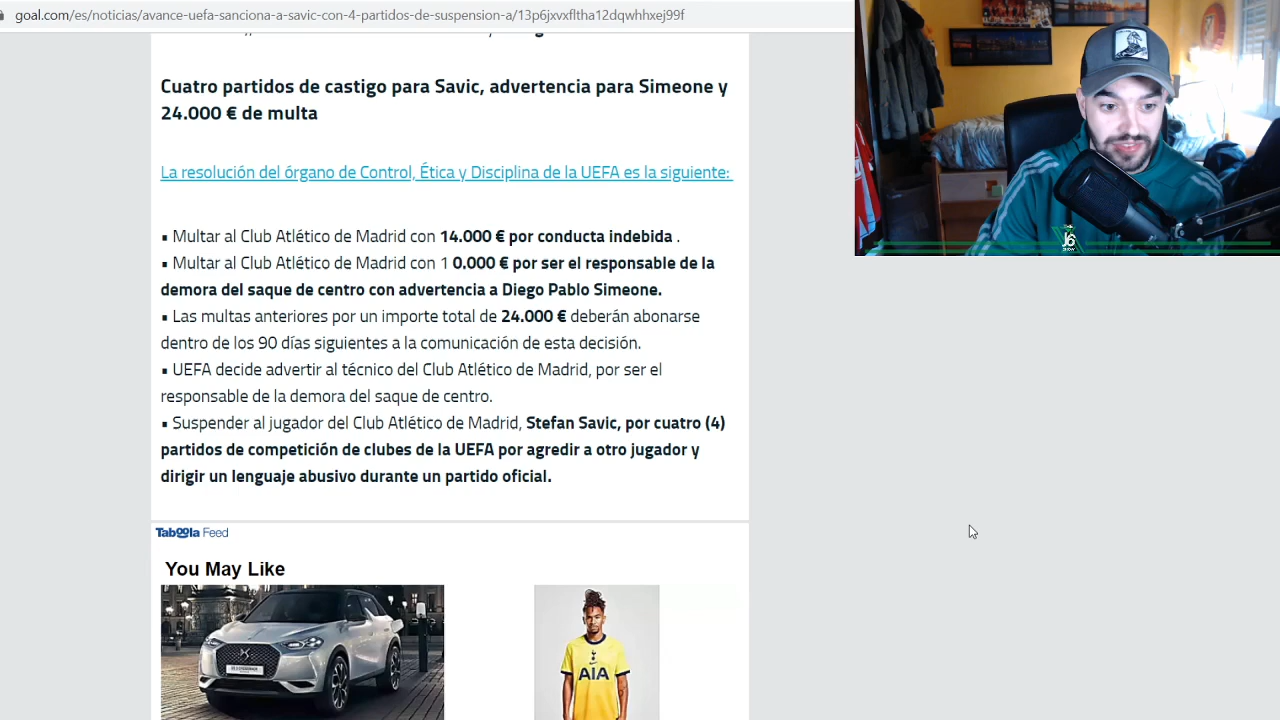 goal.com/es/noticias/avance-uefa-sanciona-a-savic-con-4-partidos-de-suspension-a/13p6jxvxfltha12dqwhhxej99f
Cuatro partidos de castigo para Savic, advertencia para Simeone y
24.000 € de multa
La resolución del órgano de Control, Ética y Disciplina de la UEFA es la siguiente:
▪ Multar al Club Atlético de Madrid con 14.000 € por conducta indebida .
▪ Multar al Club Atlético de Madrid con 1 0.000 € por ser el responsable de la
demora del saque de centro con advertencia a Diego Pablo Simeone.
▪ Las multas anteriores por un importe total de 24.000 € deberán abonarse
dentro de los 90 días siguientes a la comunicación de esta decisión.
▪ UEFA decide advertir al técnico del Club Atlético de Madrid, por ser el
responsable de la demora del saque de centro.
▪ Suspender al jugador del Club Atlético de Madrid, Stefan Savic, por cuatro (4)
partidos de competición de clubes de la UEFA por agredir a otro jugador y
dirigir un lenguaje abusivo durante un partido oficial.
Taboola Feed
You May Like
AIA
J6